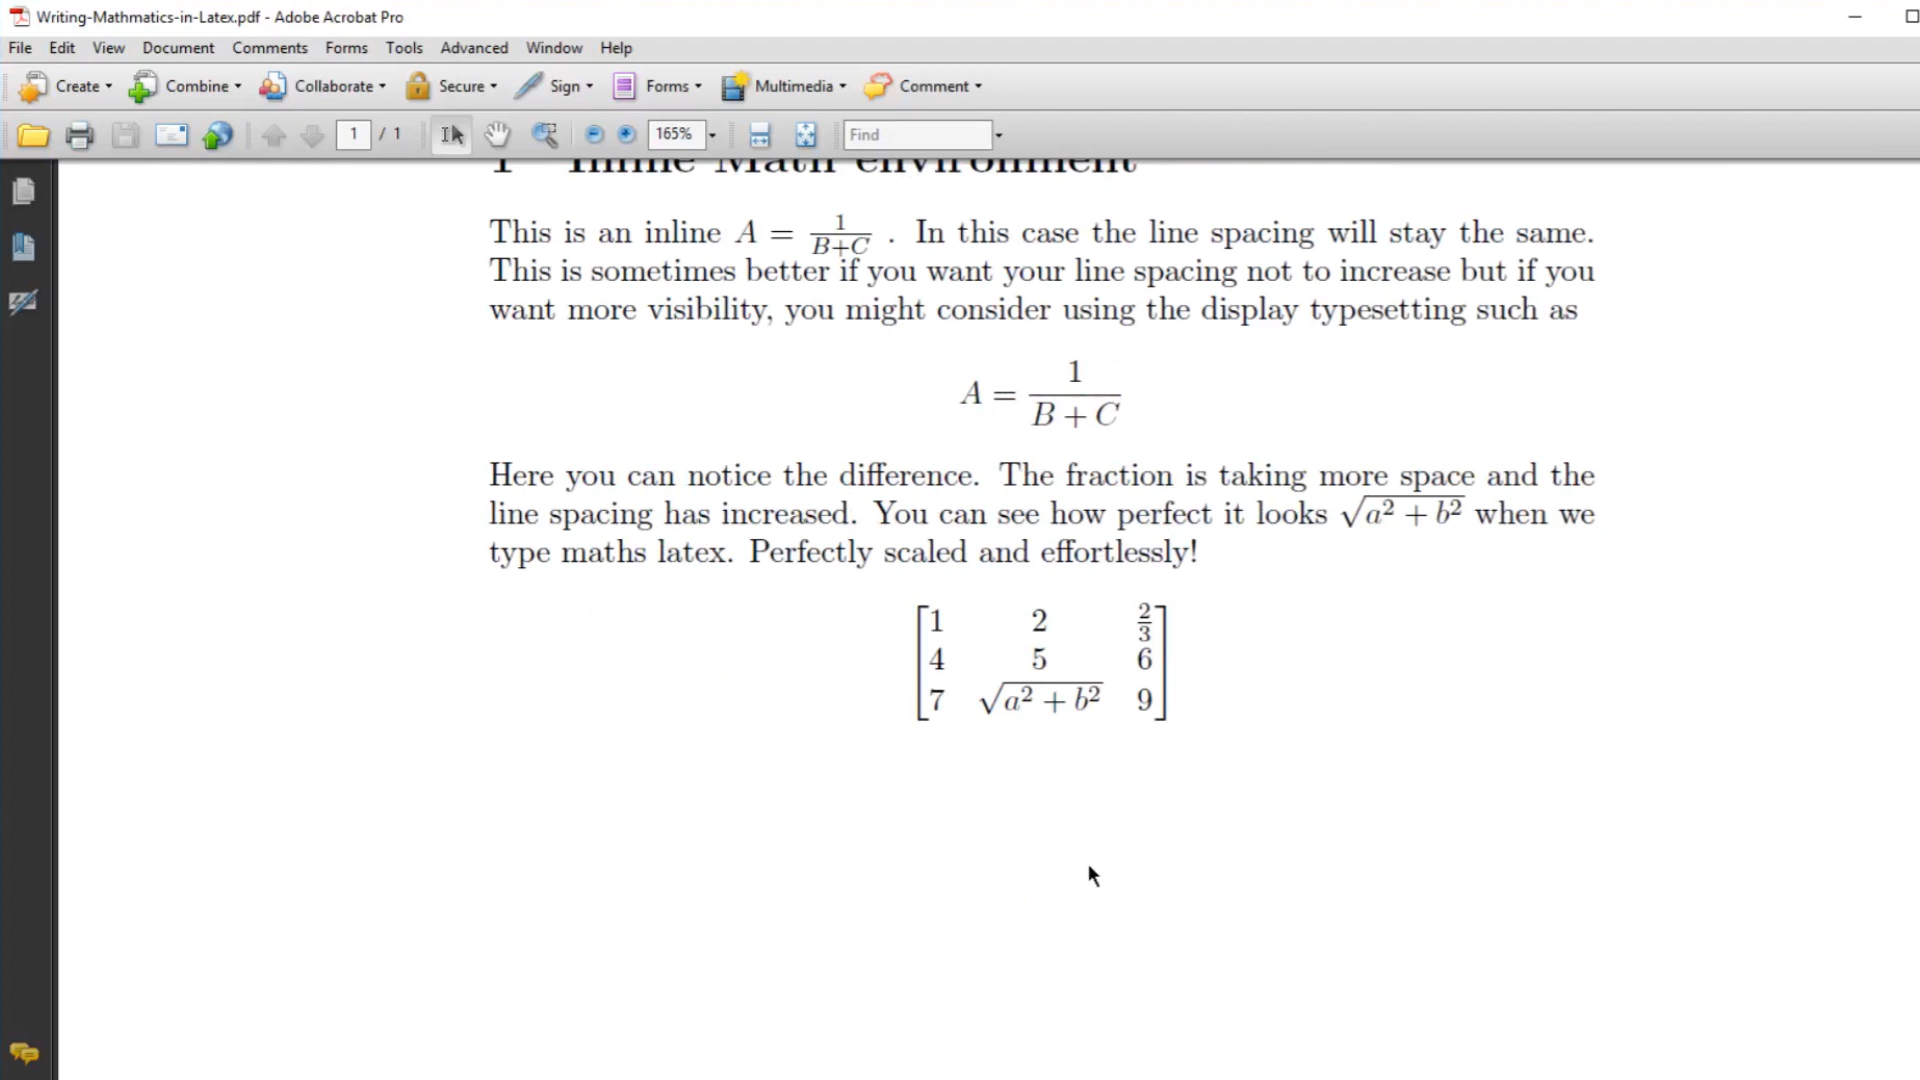 Writing-Mathmatics-in-Latex.pdf - Adobe Acrobat Pro
File Edit View Document Comments Forms Tools Advanced Window Help
Create Combine Collaborate Secure Sign Forms Multimedia Comment
1 / 1 165% Find
1 Inline Math environment
This is an inline A = 1/(B+C) . In this case the line spacing will stay the same.
This is sometimes better if you want your line spacing not to increase but if you
want more visibility, you might consider using the display typesetting such as
A = 1/(B + C)
Here you can notice the difference. The fraction is taking more space and the
line spacing has increased. You can see how perfect it looks √(a² + b²) when we
type maths latex. Perfectly scaled and effortlessly!
[1 2 2/3
4 5 6
7 √(a² + b²) 9]